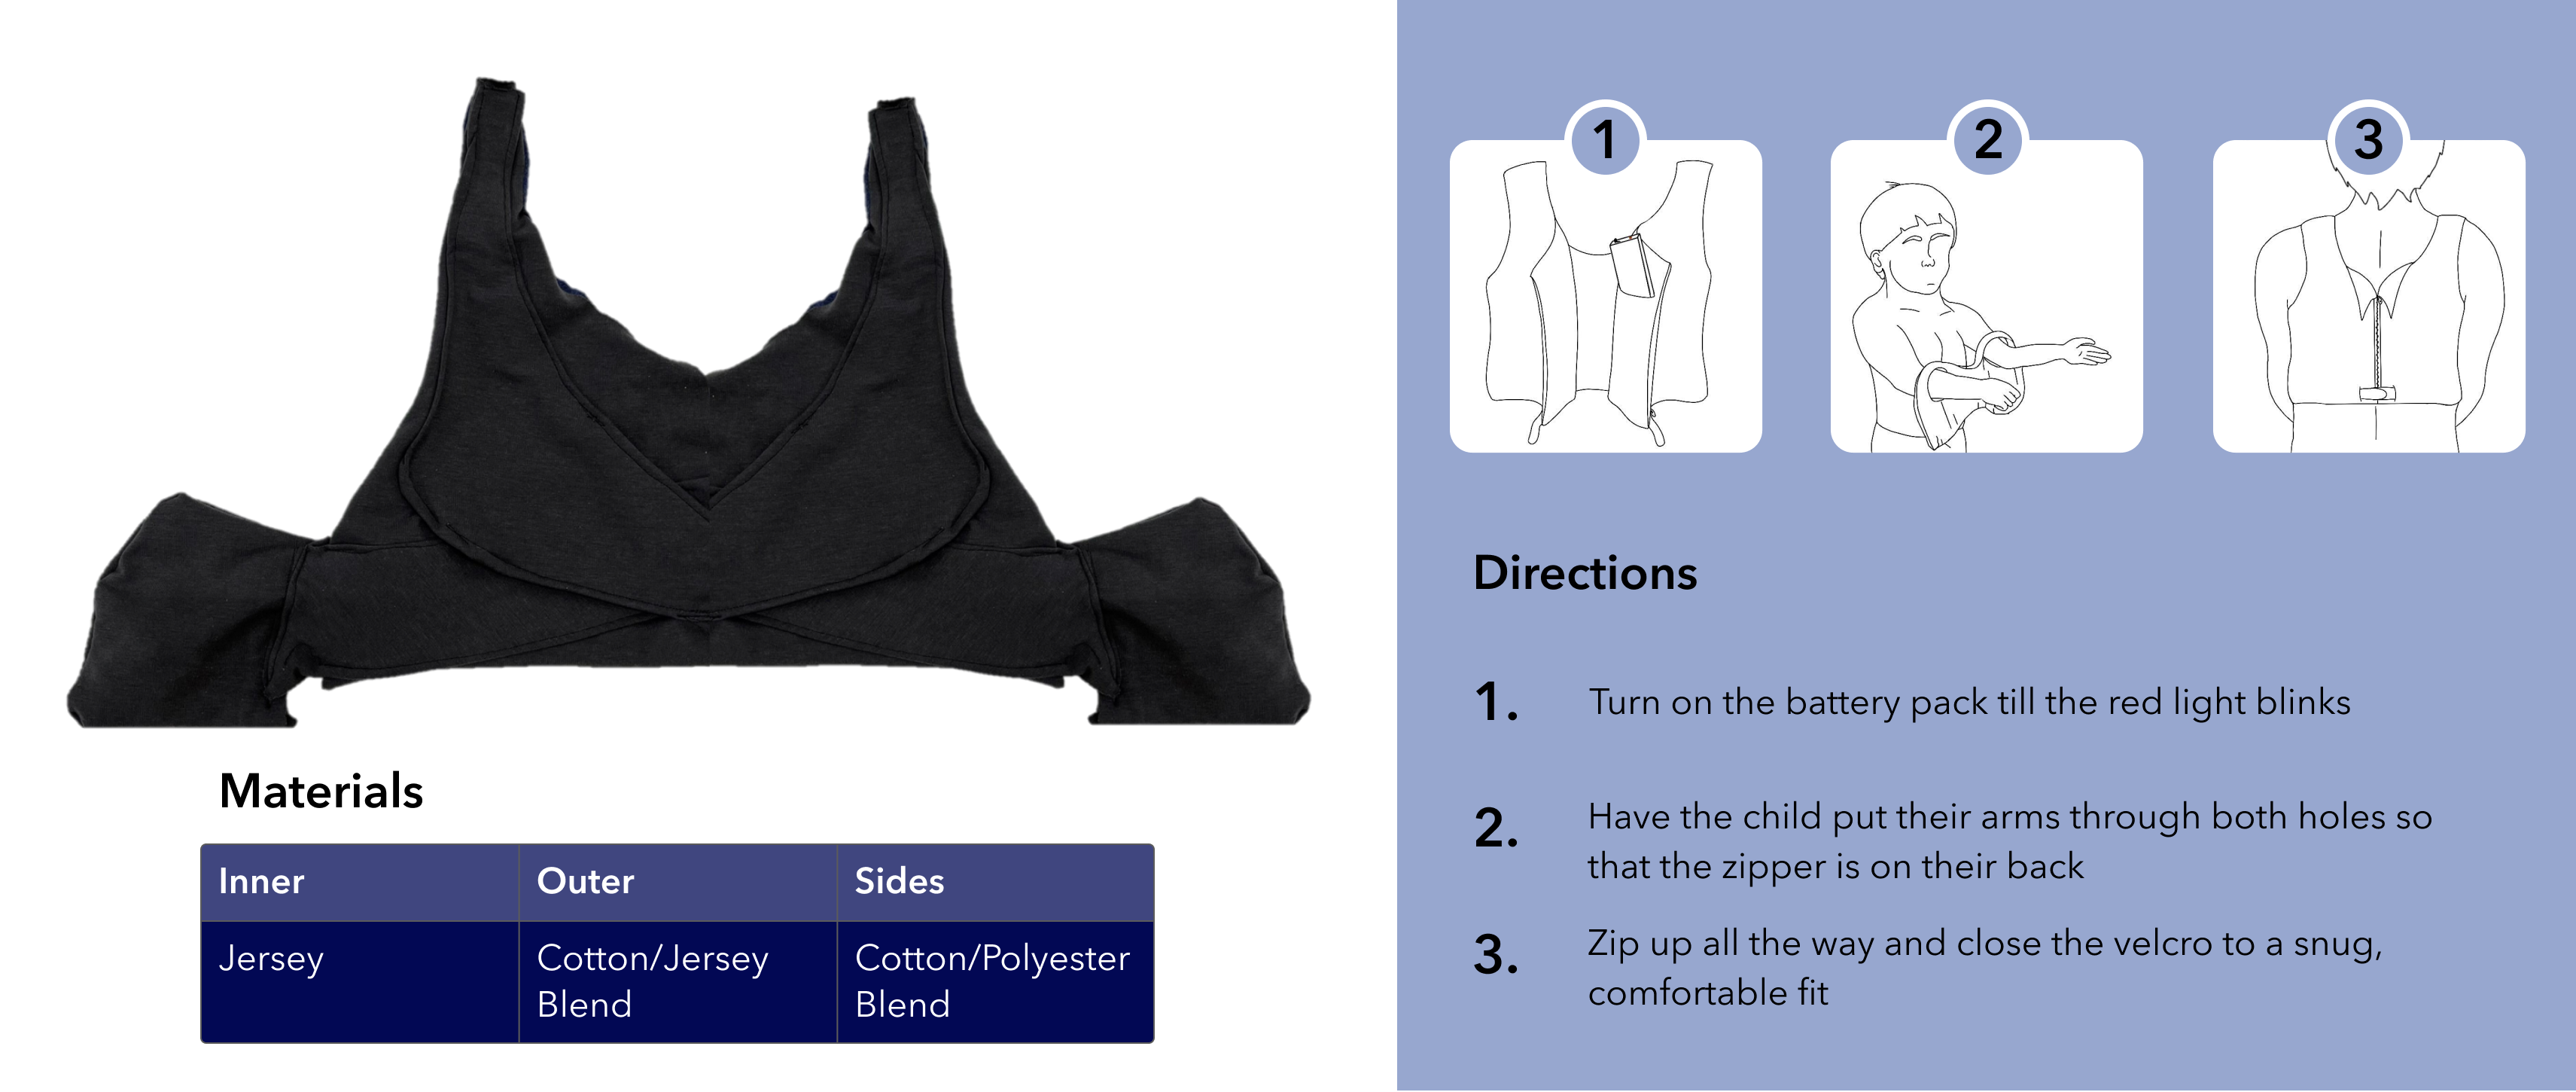 Materials
Inner
Outer
Sides
Jersey
Cotton/Jersey
Blend
Cotton/Polyester
Blend
1
2
3
Directions
1. Turn on the battery pack till the red light blinks
2. Have the child put their arms through both holes so
that the zipper is on their back
3. Zip up all the way and close the velcro to a snug,
comfortable fit